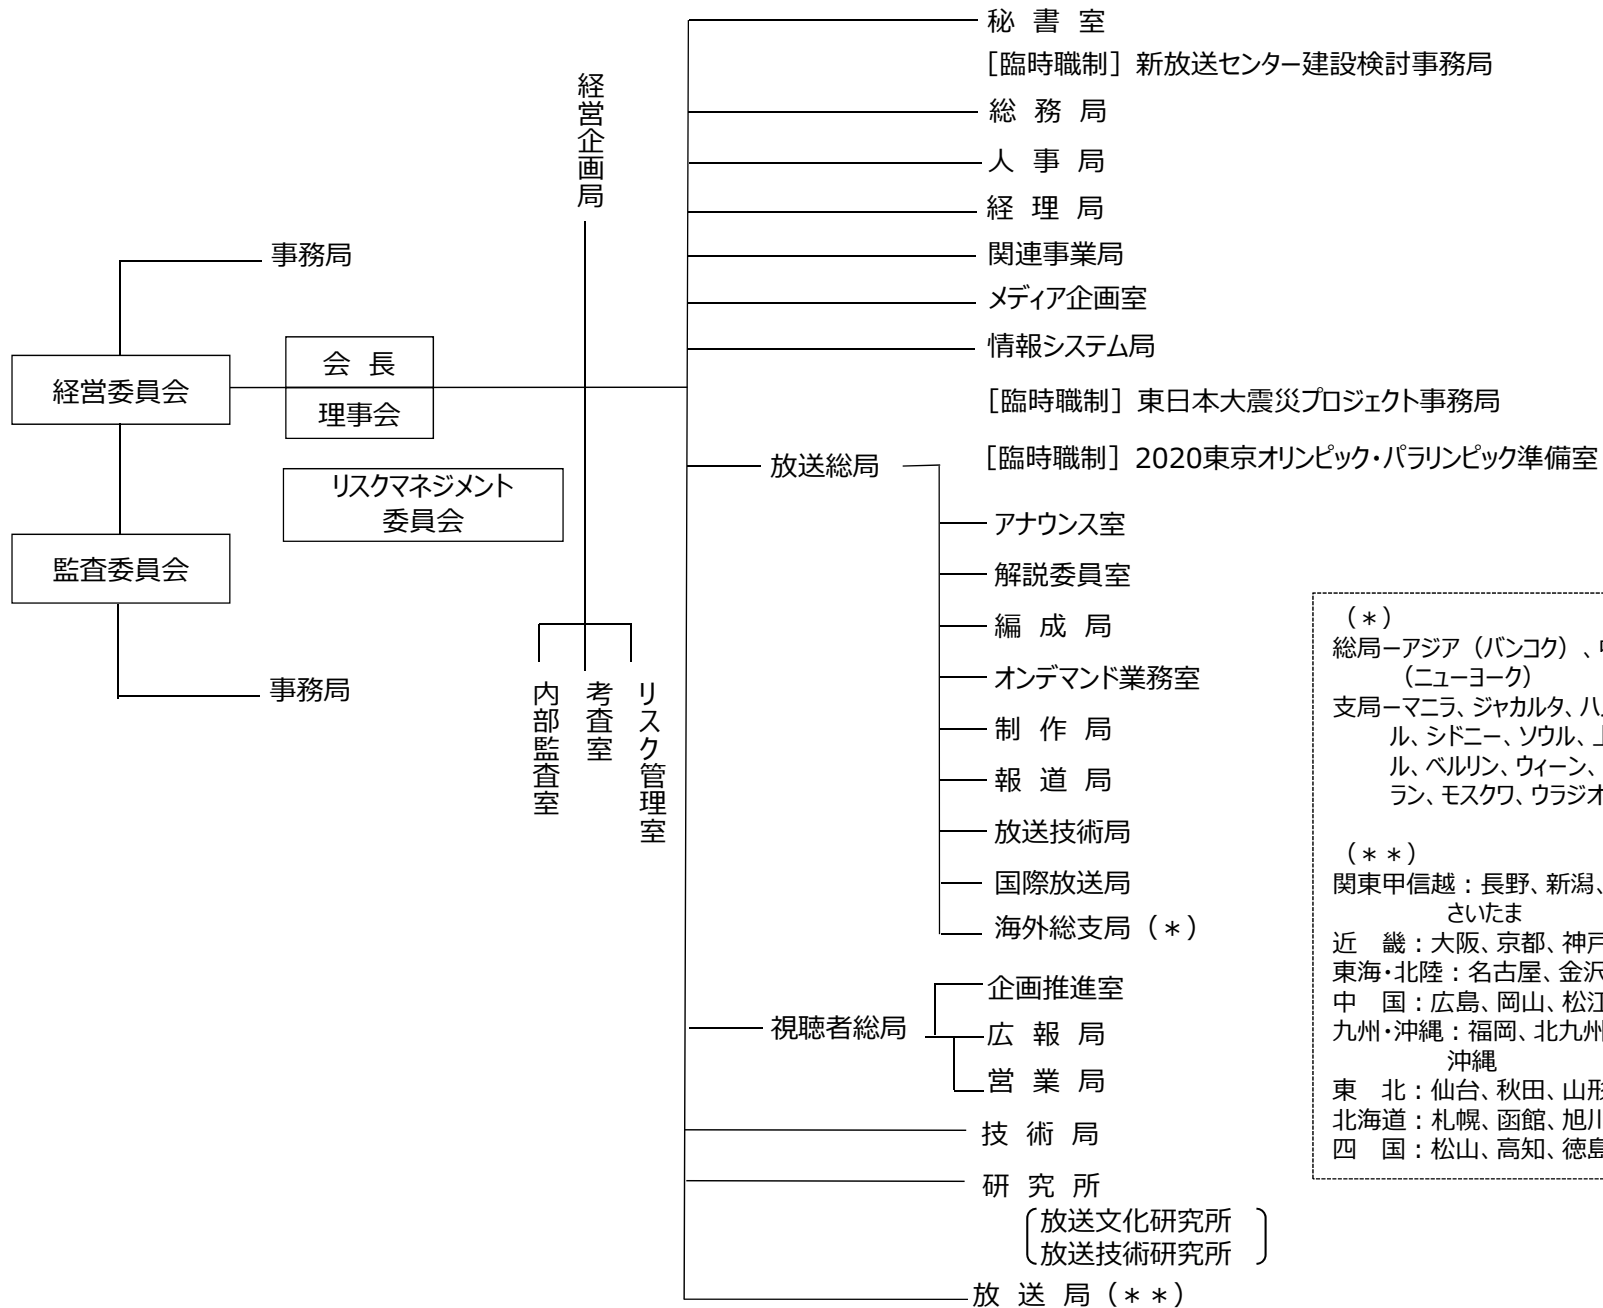 秘 書 室
［臨時職制］新放送センター建設検討事務局
経営企画局
総 務 局
人 事 局
経 理 局
関連事業局
メディア企画室
情報システム局
事務局
経営委員会
会 長
理事会
リスクマネジメント
委員会
監査委員会
事務局
内部監査室
考査室
リスク管理室
［臨時職制］東日本大震災プロジェクト事務局
放送総局
［臨時職制］2020東京オリンピック・パラリンピック準備室
アナウンス室
解説委員室
編 成 局
オンデマンド業務室
制 作 局
報 道 局
放送技術局
国際放送局
海外総支局（＊）
視聴者総局
企画推進室
広 報 局
営 業 局
技 術 局
研 究 所
放送文化研究所
放送技術研究所
放 送 局（＊＊）
（＊）
総局－アジア（バンコク）、
（ニューヨーク）
支局－マニラ、ジャカルタ、
ル、シドニー、ソウル、
ル、ベルリン、ウィーン、
ラン、モスクワ、ウラジオ
（＊＊）
関東甲信越：長野、新潟、
さいたま
近　畿：大阪、京都、神戸
東海・北陸：名古屋、金沢
中　国：広島、岡山、松江
九州・沖縄：福岡、北九州
沖縄
東　北：仙台、秋田、山形
北海道：札幌、函館、旭川
四　国：松山、高知、徳島